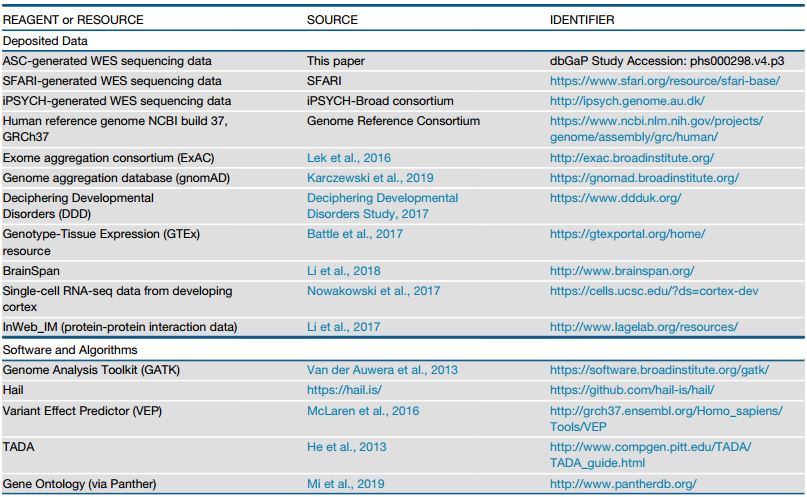 REAGENT or RESOURCE SOURCE IDENTIFIER
Deposited Data
ASC-generated WES sequencing data This paper dbGaP Study Accession: phs000298.v4.p3
SFARI-generated WES sequencing data SFARI https://www.sfari.org/resource/sfari-base/
iPSYCH-generated WES sequencing data iPSYCH-Broad consortium http://ipsych.genome.au.dk/
Human reference genome NCBI build 37, Genome Reference Consortium https://www.ncbi.nlm.nih.gov/projects/
GRCh37 genome/assembly/grc/human/
Exome aggregation consortium (ExAC) Lek et al., 2016 http://exac.broadinstitute.org/
Genome aggregation database (gnomAD) Karczewski et al., 2019 https://gnomad.broadinstitute.org/
Deciphering Developmental Deciphering Developmental https://www.ddduk.org/
Disorders (DDD) Disorders Study, 2017
Genotype-Tissue Expression (GTEx) Battle et al., 2017 https://gtexportal.org/home/
resource
BrainSpan Li et al., 2018 http://www.brainspan.org/
Single-cell RNA-seq data from developing Nowakowski et al., 2017 https://cells.ucsc.edu/?ds=cortex-dev
cortex
InWeb_IM (protein-protein interaction data) Li et al., 2017 http://www.lagelab.org/resources/
Software and Algorithms
Genome Analysis Toolkit (GATK) Van der Auwera et al., 2013 https://software.broadinstitute.org/gatk/
Hail https://hail.is/ https://github.com/hail-is/hail/
Variant Effect Predictor (VEP) McLaren et al., 2016 http://grch37.ensembl.org/Homo_sapiens/
Tools/VEP
TADA He et al., 2013 http://www.compgen.pitt.edu/TADA/
TADA_guide.html
Gene Ontology (via Panther) Mi et al., 2019 http://www.pantherdb.org/